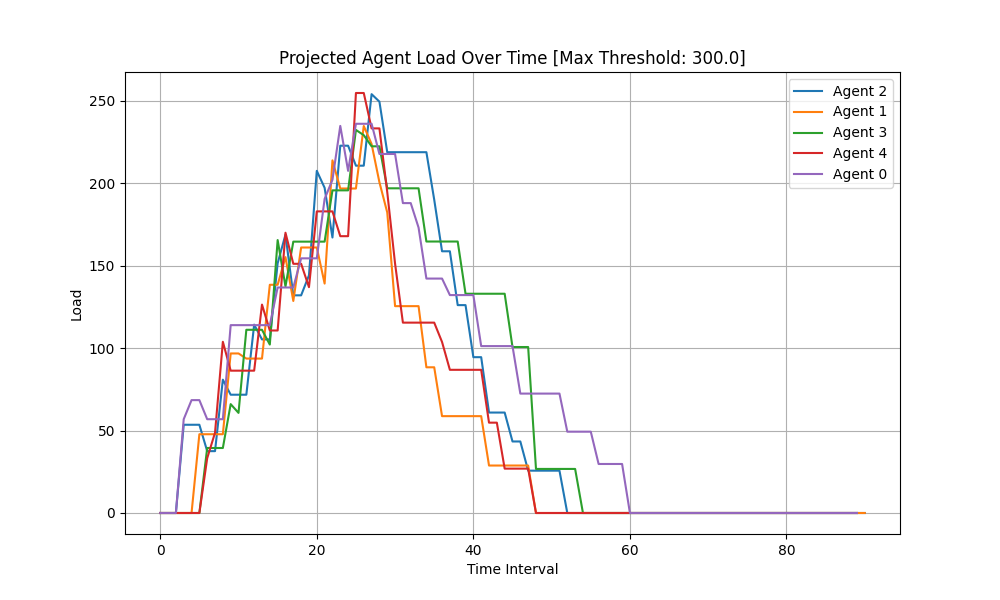 Projected Agent Load Over Time [Max Threshold: 300.0]
Load
250
200
150
100
50
0
Agent 2
Agent 1
Agent 3
Agent 4
Agent 0
0 20 40 60 80
Time Interval